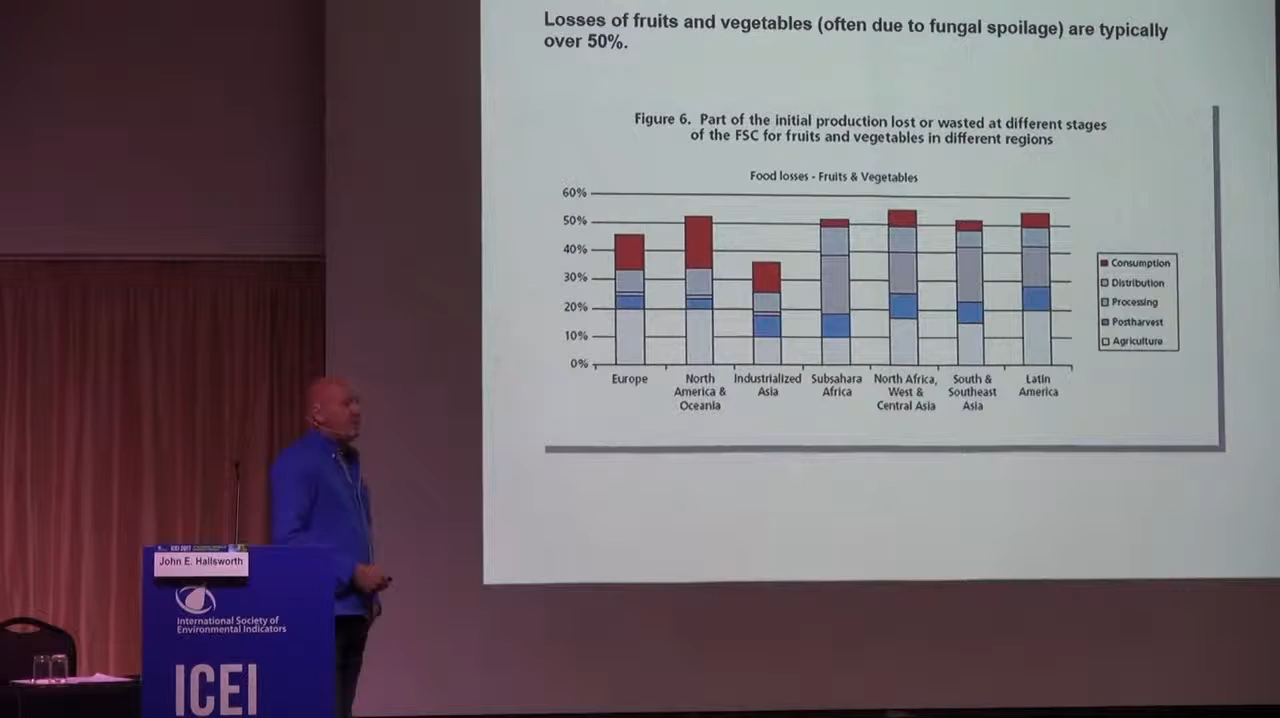 Losses of fruits and vegetables (often due to fungal spoilage) are typically
over 50%.
Figure 6. Part of the initial production lost or wasted at different stages
of the FSC for fruits and vegetables in different regions
Food losses - Fruits & Vegetables
60%
50%
40%
30%
20%
10%
0%
Europe
North
America &
Oceania
Industrialized
Asia
Subsahara
Africa
North Africa,
West &
Central Asia
South &
Southeast
Asia
Latin
America
Consumption
Distribution
Processing
Postharvest
Agriculture
John E. Hallsworth
International Society of
Environmental Indicators
ICEI